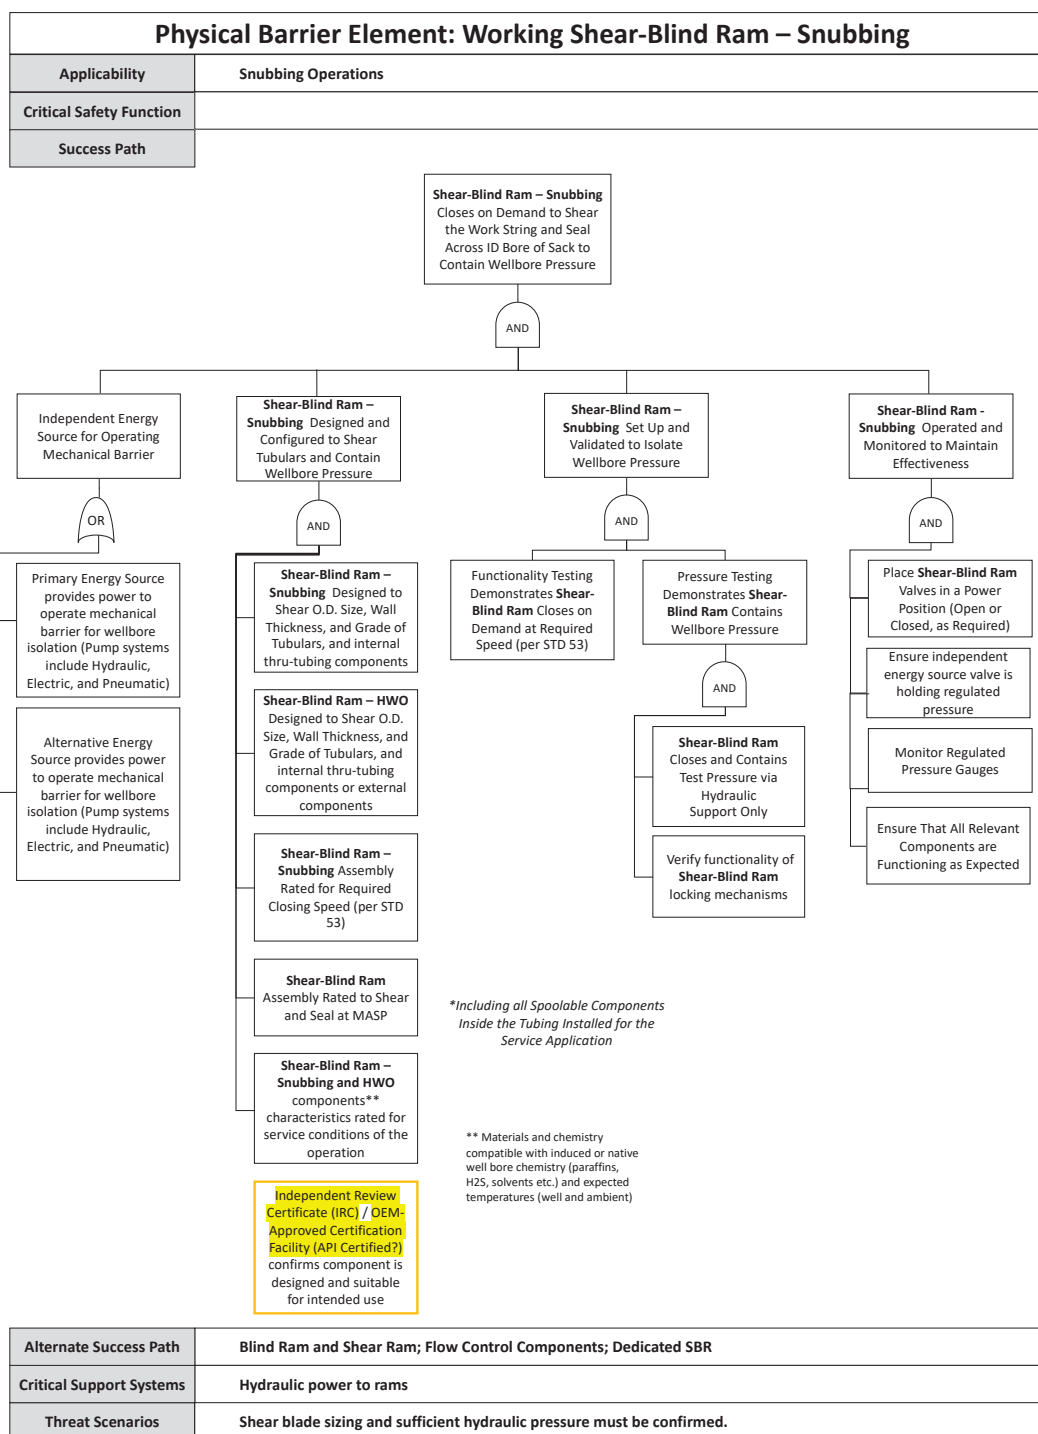 Physical Barrier Element: Working Shear-Blind Ram – Snubbing
Applicability
Snubbing Operations
Critical Safety Function
Success Path
Shear-Blind Ram – Snubbing
Closes on Demand to Shear
the Work String and Seal
Across ID Bore of Sack to
Contain Wellbore Pressure
AND
Independent Energy
Source for Operating
Mechanical Barrier
OR
Primary Energy Source
provides power to
operate mechanical
barrier for wellbore
isolation (Pump systems
include Hydraulic,
Electric, and Pneumatic)
Alternative Energy
Source provides power
to operate mechanical
barrier for wellbore
isolation (Pump systems
include Hydraulic,
Electric, and Pneumatic)
Shear-Blind Ram –
Snubbing Designed and
Configured to Shear
Tubulars and Contain
Wellbore Pressure
AND
Shear-Blind Ram –
Snubbing Designed to
Shear O.D. Size, Wall
Thickness, and Grade of
Tubulars, and internal
thru-tubing components
Shear-Blind Ram – HWO
Designed to Shear O.D.
Size, Wall Thickness, and
Grade of Tubulars, and
internal thru-tubing
components or external
components
Shear-Blind Ram –
Snubbing Assembly
Rated for Required
Closing Speed (per STD
53)
Shear-Blind Ram
Assembly Rated to Shear
and Seal at MASP
Shear-Blind Ram –
Snubbing and HWO
components**
characteristics rated for
service conditions of the
operation
Independent Review
Certificate (IRC) / OEM-
Approved Certification
Facility (API Certified?)
confirms component is
designed and suitable
for intended use
Shear-Blind Ram –
Snubbing Set Up and
Validated to Isolate
Wellbore Pressure
AND
Functionality Testing
Demonstrates Shear-
Blind Ram Closes on
Demand at Required
Speed (per STD 53)
Pressure Testing
Demonstrates Shear-
Blind Ram Contains
Wellbore Pressure
AND
Shear-Blind Ram
Closes and Contains
Test Pressure via
Hydraulic
Support Only
Verify functionality of
Shear-Blind Ram
locking mechanisms
Shear-Blind Ram -
Snubbing Operated and
Monitored to Maintain
Effectiveness
AND
Place Shear-Blind Ram
Valves in a Power
Position (Open or
Closed, as Required)
Ensure independent
energy source valve is
holding regulated
pressure
Monitor Regulated
Pressure Gauges
Ensure That All Relevant
Components are
Functioning as Expected
*Including all Spoolable Components
Inside the Tubing Installed for the
Service Application
** Materials and chemistry
compatible with induced or native
well bore chemistry (paraffins,
H2S, solvents etc.) and expected
temperatures (well and ambient)
Alternate Success Path
Blind Ram and Shear Ram; Flow Control Components; Dedicated SBR
Critical Support Systems
Hydraulic power to rams
Threat Scenarios
Shear blade sizing and sufficient hydraulic pressure must be confirmed.